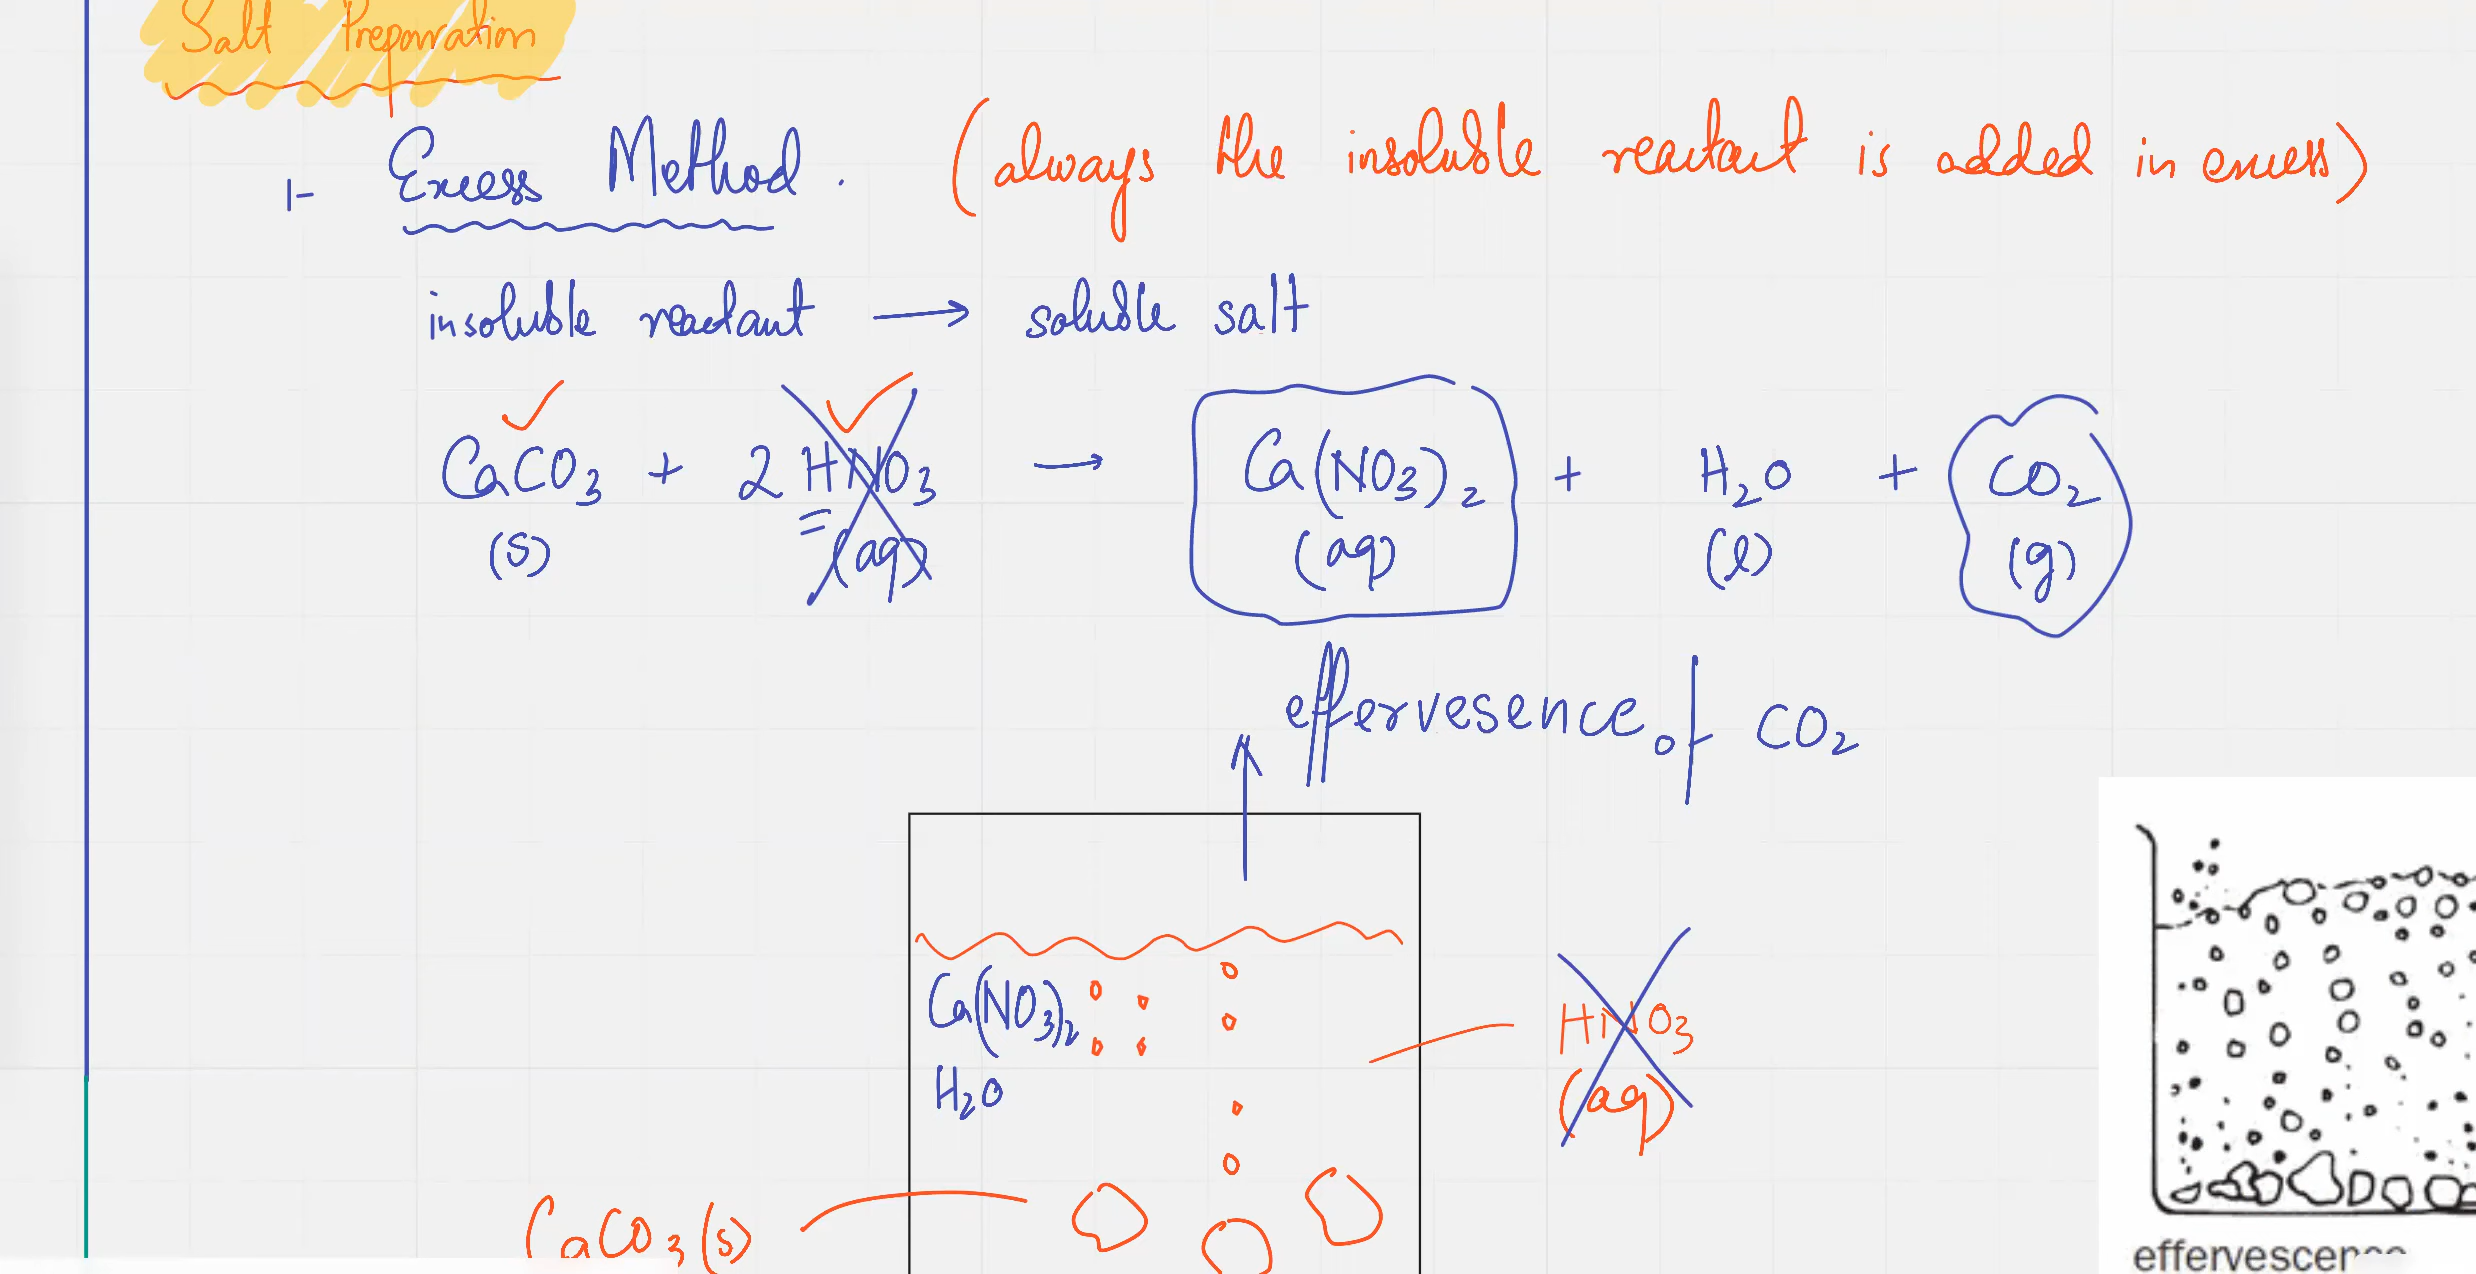 Salt Preparation
1- Excess Method. (always the insoluble reactant is added in excess)
insoluble reactant → soluble salt
CaCO₃ + 2 HNO₃ → Ca(NO₃)₂ + H₂O + CO₂
(s) (aq) (aq) (l) (g)
effervesence of CO₂
Ca(NO₃)₂
H₂O
HNO₃
(aq)
CaCO₃(s)
effervescence